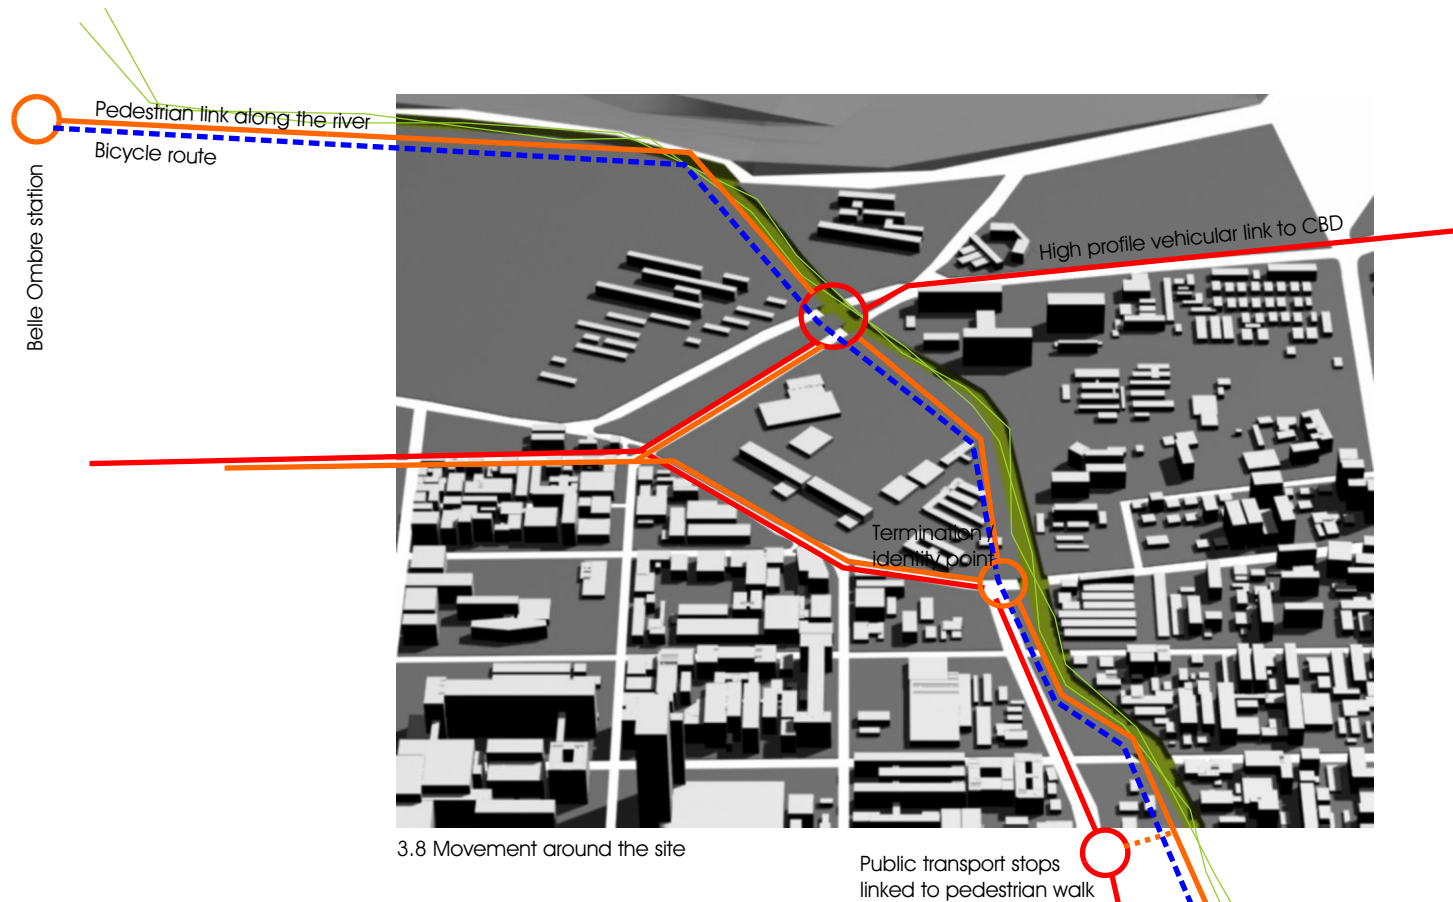 Pedestrian link along the river
Bicycle route
Belle Ombre station
High profile vehicular link to CBD
Termination /
identity point
3.8 Movement around the site
Public transport stops
linked to pedestrian walk